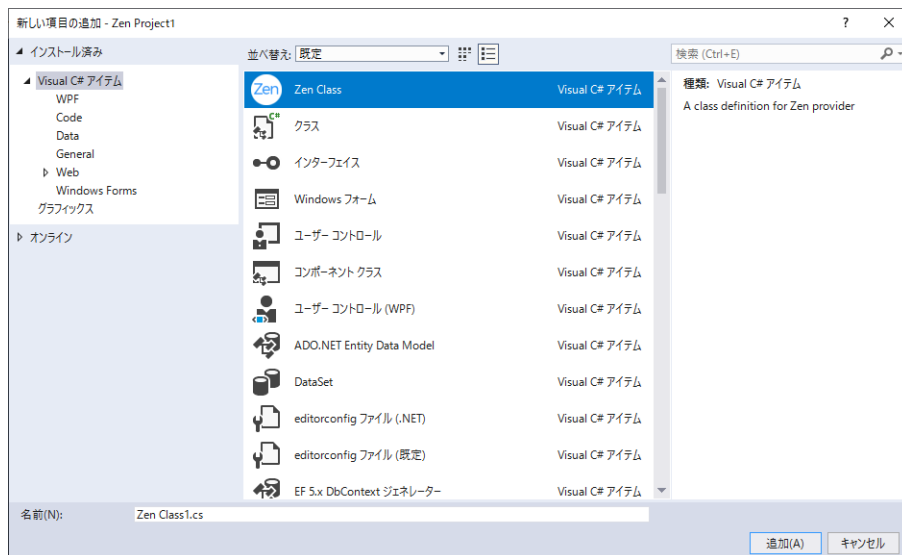 新しい項目の追加 - Zen Project1
? ×
インストール済み
Visual C# アイテム
WPF
Code
Data
General
Web
Windows Forms
グラフィックス
オンライン
並べ替え: 既定
検索 (Ctrl+E)
Zen Zen Class Visual C# アイテム
C# クラス Visual C# アイテム
インターフェイス Visual C# アイテム
Windows フォーム Visual C# アイテム
ユーザー コントロール Visual C# アイテム
コンポーネント クラス Visual C# アイテム
ユーザー コントロール (WPF) Visual C# アイテム
ADO.NET Entity Data Model Visual C# アイテム
DataSet Visual C# アイテム
editorconfig ファイル (.NET) Visual C# アイテム
editorconfig ファイル (既定) Visual C# アイテム
EF 5.x DbContext ジェネレーター Visual C# アイテム
種類: Visual C# アイテム
A class definition for Zen provider
名前(N): Zen Class1.cs
追加(A) キャンセル